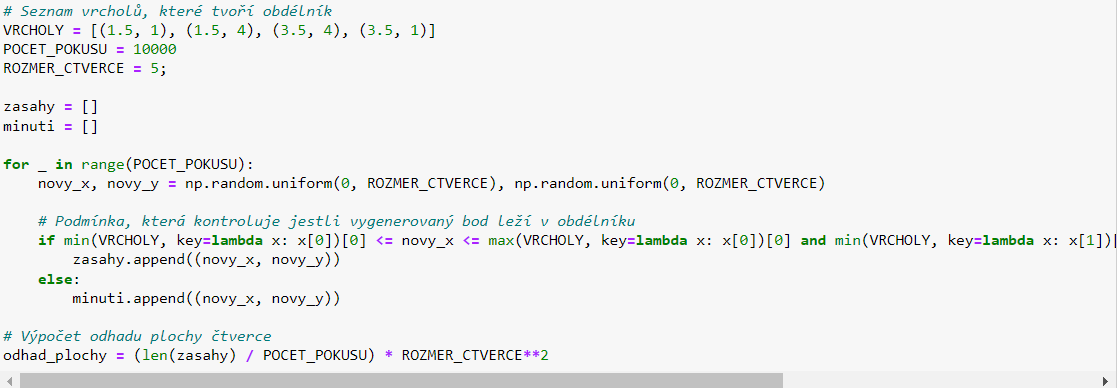 # Seznam vrcholů, které tvoří obdélník
VRCHOLY = [(1.5, 1), (1.5, 4), (3.5, 4), (3.5, 1)]
POCET_POKUSU = 10000
ROZMER_CTVERCE = 5;
zasahy = []
minuti = []
for _ in range(POCET_POKUSU):
novy_x, novy_y = np.random.uniform(0, ROZMER_CTVERCE), np.random.uniform(0, ROZMER_CTVERCE)
# Podmínka, která kontroluje jestli vygenerovaný bod leží v obdélníku
if min(VRCHOLY, key=lambda x: x[0])[0] <= novy_x <= max(VRCHOLY, key=lambda x: x[0])[0] and min(VRCHOLY, key=lambda x: x[1])[
zasahy.append((novy_x, novy_y))
else:
minuti.append((novy_x, novy_y))
# Výpočet odhadu plochy čtverce
odhad_plochy = (len(zasahy) / POCET_POKUSU) * ROZMER_CTVERCE**2